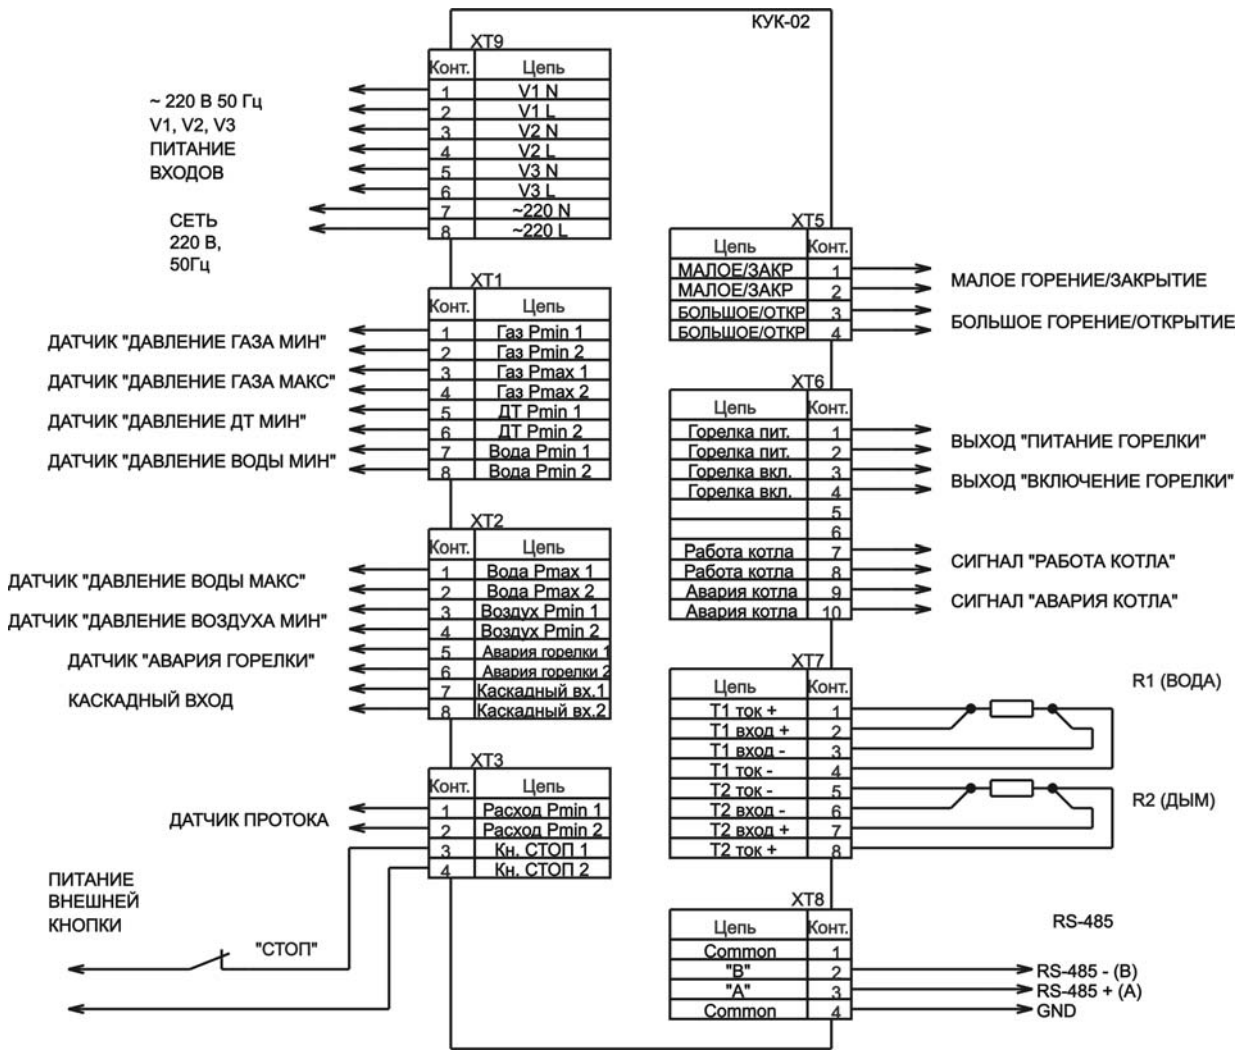 КУК-02
XT9
Конт. Цепь
1 V1 N
2 V1 L
3 V2 N
4 V2 L
5 V3 N
6 V3 L
7 ~220 N
8 ~220 L
~ 220 В 50 Гц
V1, V2, V3
ПИТАНИЕ
ВХОДОВ
СЕТЬ
220 В,
50Гц
XT1
Конт. Цепь
1 Газ Pmin 1
2 Газ Pmin 2
3 Газ Pmax 1
4 Газ Pmax 2
5 ДТ Pmin 1
6 ДТ Pmin 2
7 Вода Pmin 1
8 Вода Pmin 2
ДАТЧИК "ДАВЛЕНИЕ ГАЗА МИН"
ДАТЧИК "ДАВЛЕНИЕ ГАЗА МАКС"
ДАТЧИК "ДАВЛЕНИЕ ДТ МИН"
ДАТЧИК "ДАВЛЕНИЕ ВОДЫ МИН"
XT2
Конт. Цепь
1 Вода Pmax 1
2 Вода Pmax 2
3 Воздух Pmin 1
4 Воздух Pmin 2
5 Авария горелки 1
6 Авария горелки 2
7 Каскадный вх.1
8 Каскадный вх.2
ДАТЧИК "ДАВЛЕНИЕ ВОДЫ МАКС"
ДАТЧИК "ДАВЛЕНИЕ ВОЗДУХА МИН"
ДАТЧИК "АВАРИЯ ГОРЕЛКИ"
КАСКАДНЫЙ ВХОД
XT3
Конт. Цепь
1 Расход Pmin 1
2 Расход Pmin 2
3 Кн. СТОП 1
4 Кн. СТОП 2
ДАТЧИК ПРОТОКА
ПИТАНИЕ
ВНЕШНЕЙ
КНОПКИ
"СТОП"
XT5
Цепь Конт.
МАЛОЕ/ЗАКР 1
МАЛОЕ/ЗАКР 2
БОЛЬШОЕ/ОТКР 3
БОЛЬШОЕ/ОТКР 4
МАЛОЕ ГОРЕНИЕ/ЗАКРЫТИЕ
БОЛЬШОЕ ГОРЕНИЕ/ОТКРЫТИЕ
XT6
Цепь Конт.
Горелка пит. 1
Горелка пит. 2
Горелка вкл. 3
Горелка вкл. 4
5
6
Работа котла 7
Работа котла 8
Авария котла 9
Авария котла 10
ВЫХОД "ПИТАНИЕ ГОРЕЛКИ"
ВЫХОД "ВКЛЮЧЕНИЕ ГОРЕЛКИ"
СИГНАЛ "РАБОТА КОТЛА"
СИГНАЛ "АВАРИЯ КОТЛА"
XT7
Цепь Конт.
Т1 ток + 1
Т1 вход + 2
Т1 вход - 3
Т1 ток - 4
Т2 ток - 5
Т2 вход - 6
Т2 вход + 7
Т2 ток + 8
R1 (ВОДА)
R2 (ДЫМ)
XT8
Цепь Конт.
Common 1
"B" 2
"A" 3
Common 4
RS-485
RS-485 - (B)
RS-485 + (A)
GND